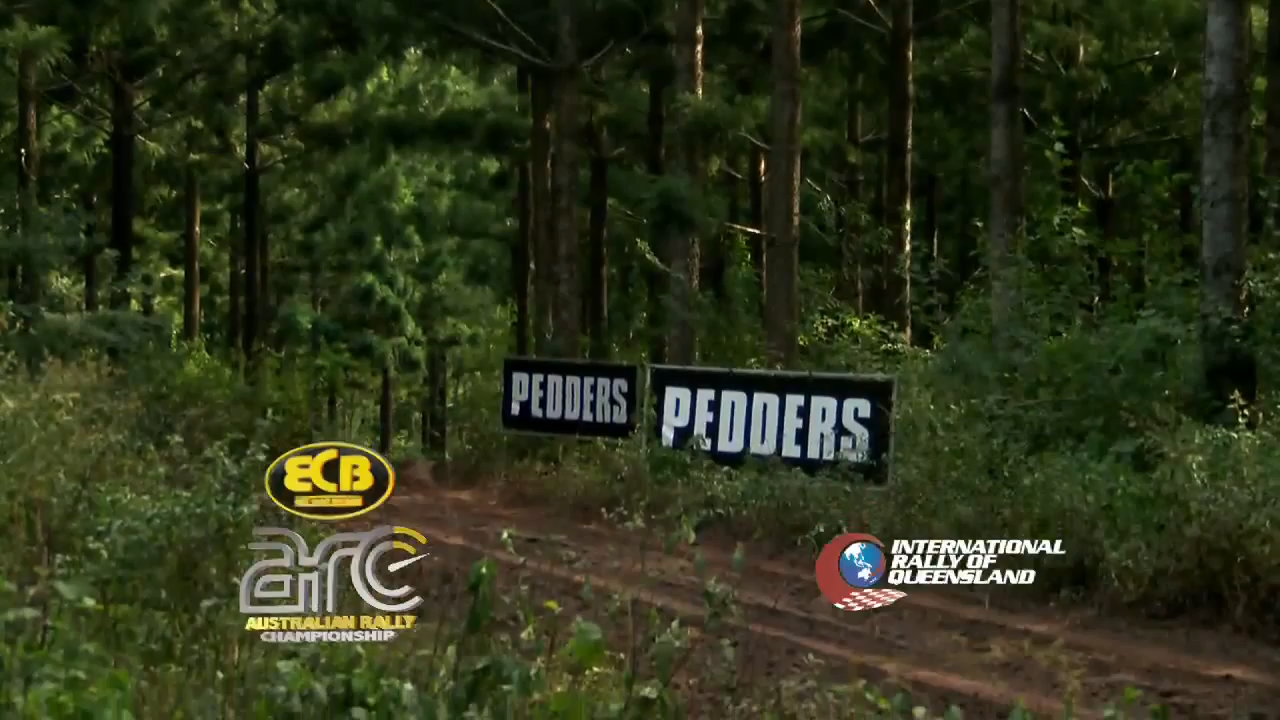 PEDDERS
PEDDERS
ECB
arc
AUSTRALIAN RALLY
CHAMPIONSHIP
INTERNATIONAL
RALLY OF
QUEENSLAND